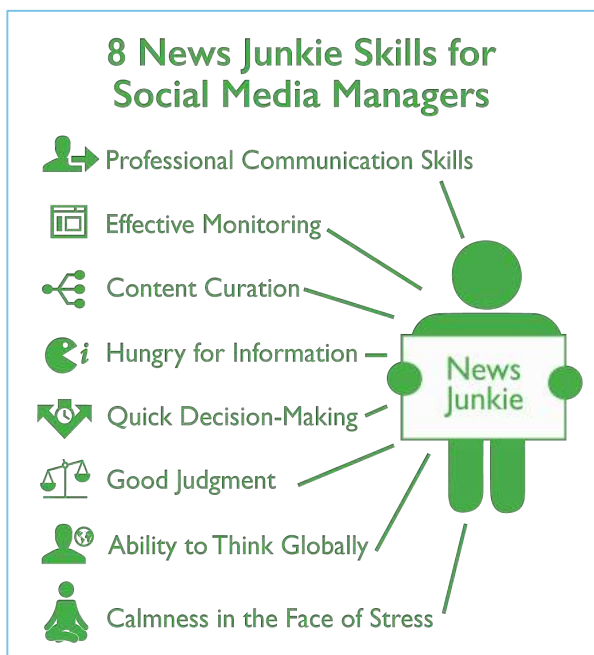 8 News Junkie Skills for
Social Media Managers
Professional Communication Skills
Effective Monitoring
Content Curation
i Hungry for Information
Quick Decision-Making
Good Judgment
Ability to Think Globally
Calmness in the Face of Stress
News
Junkie